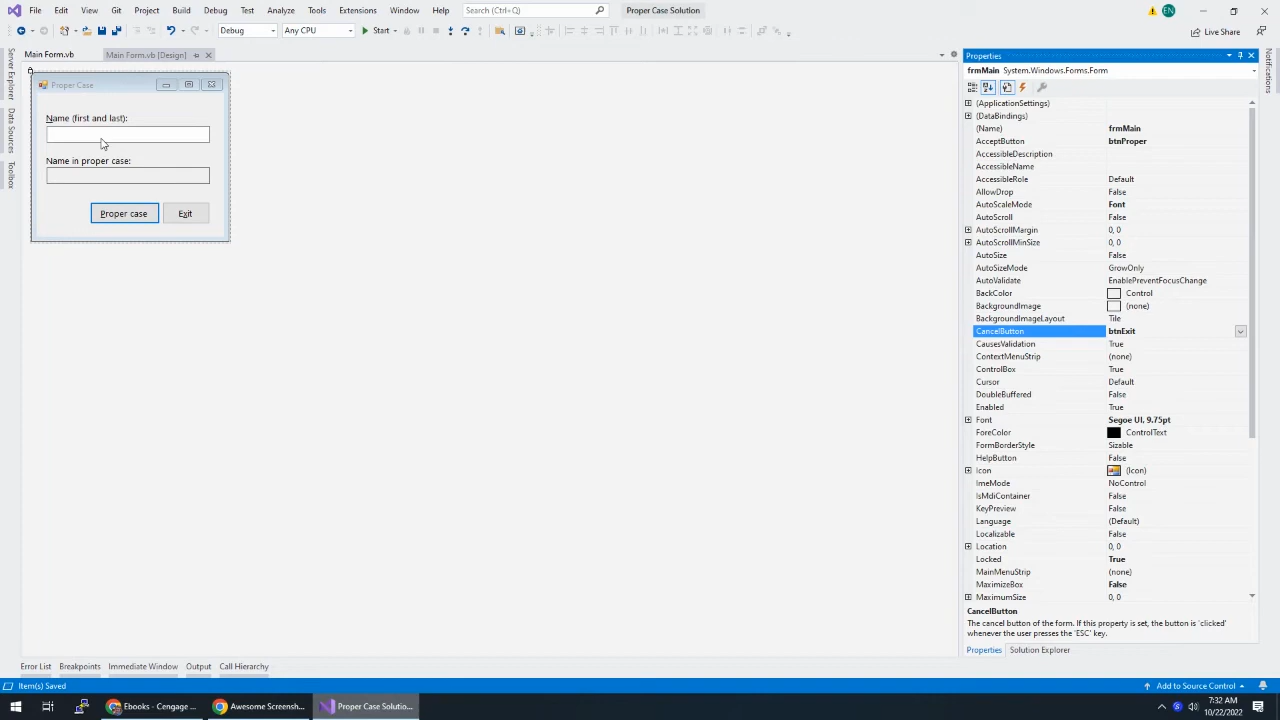 File Edit View Git Project Build Debug Test Analyze Tools Extensions Window Help Search (Ctrl+Q) Proper Case Solution EN
Debug Any CPU Start Live Share
Main Form.vb Main Form.vb [Design]
Server Explorer
Data Sources
Toolbox
Proper Case
Name (first and last):
Name in proper case:
Proper case Exit
Properties
frmMain System.Windows.Forms.Form
(ApplicationSettings)
(DataBindings)
(Name) frmMain
AcceptButton btnProper
AccessibleDescription
AccessibleName
AccessibleRole Default
AllowDrop False
AutoScaleMode Font
AutoScroll False
AutoScrollMargin 0, 0
AutoScrollMinSize 0, 0
AutoSize False
AutoSizeMode GrowOnly
AutoValidate EnablePreventFocusChange
BackColor Control
BackgroundImage (none)
BackgroundImageLayout Tile
CancelButton btnExit
CausesValidation True
ContextMenuStrip (none)
ControlBox True
Cursor Default
DoubleBuffered False
Enabled True
Font Segoe UI, 9.75pt
ForeColor ControlText
FormBorderStyle Sizable
HelpButton False
Icon (Icon)
ImeMode NoControl
IsMdiContainer False
KeyPreview False
Language (Default)
Localizable False
Location 0, 0
Locked True
MainMenuStrip (none)
MaximizeBox False
MaximumSize 0, 0
CancelButton
The cancel button of the form. If this property is set, the button is 'clicked'
whenever the user presses the 'ESC' key.
Properties Solution Explorer
Notifications
Error List Breakpoints Immediate Window Output Call Hierarchy
Item(s) Saved Add to Source Control
Ebooks - Cengage ... Awesome Screensh... Proper Case Solutio...
7:32 AM
10/22/2022